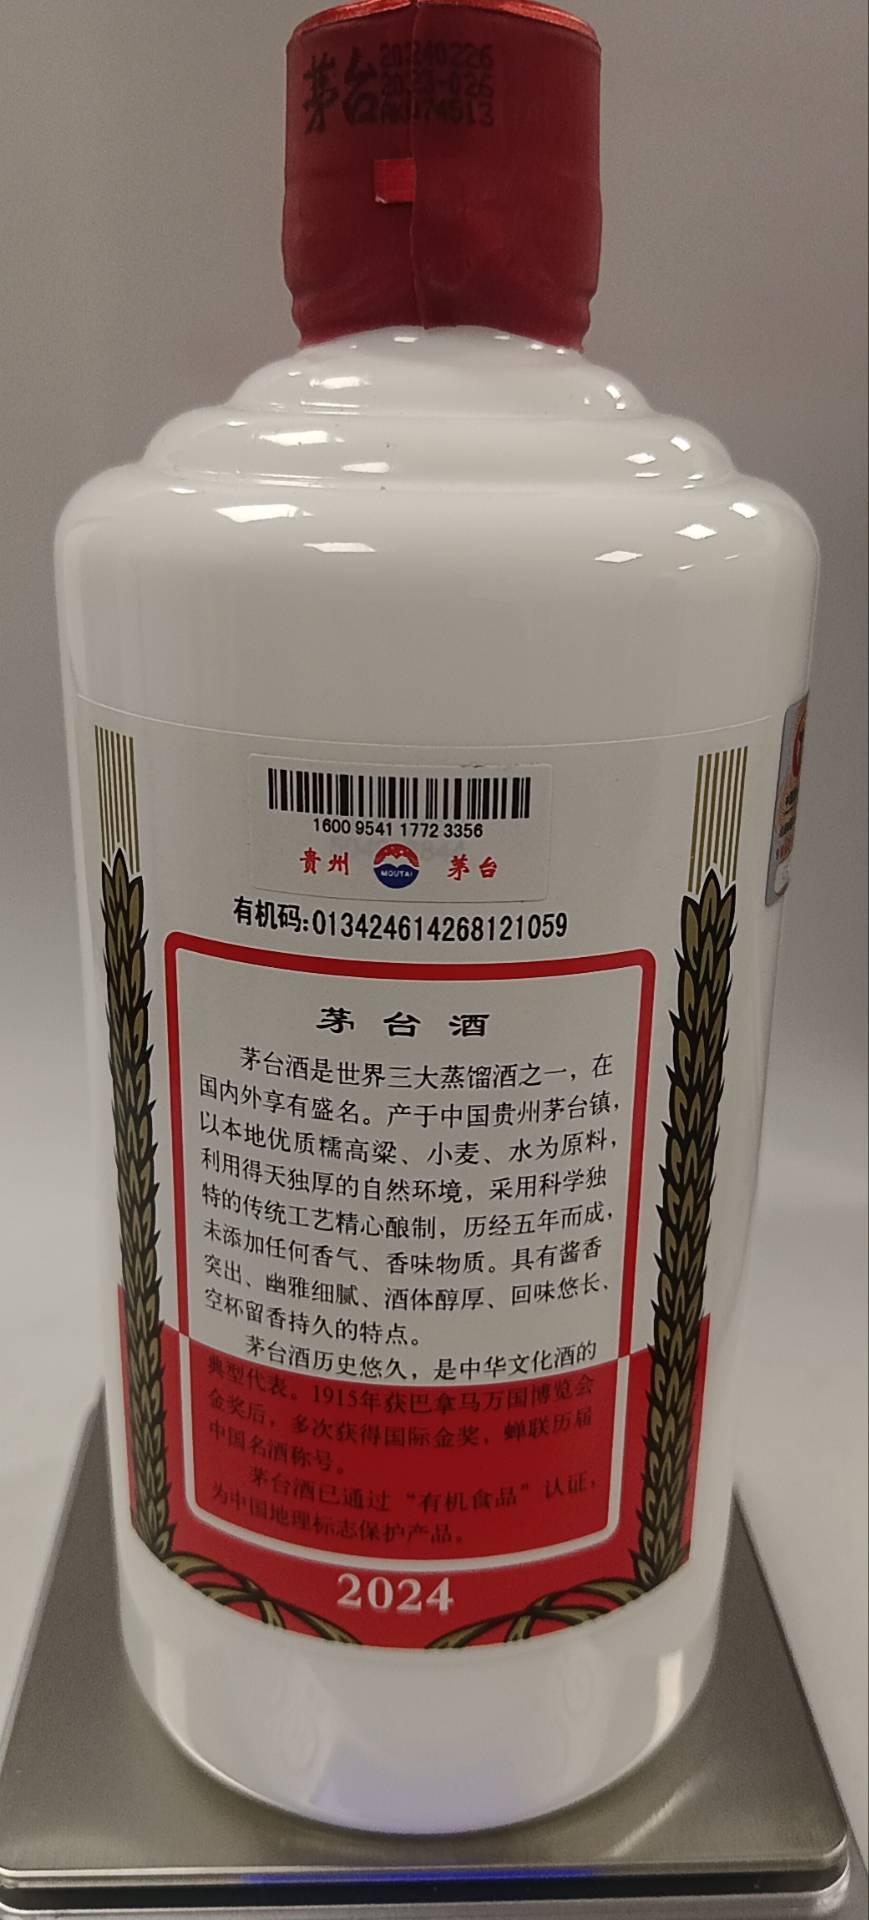 茅台
20240226
2023-026
074513
1600 9541 1772 3356
贵州 MOUTAI 茅台
有机码:013424614268121059
茅台酒
茅台酒是世界三大蒸馏酒之一，在
国内外享有盛名。产于中国贵州茅台镇，
以本地优质糯高粱、小麦、水为原料，
利用得天独厚的自然环境，采用科学独
特的传统工艺精心酿制，历经五年而成，
未添加任何香气、香味物质。具有酱香
突出、幽雅细腻、酒体醇厚、回味悠长、
空杯留香持久的特点。
茅台酒历史悠久，是中华文化酒的
典型代表。1915年获巴拿马万国博览会
金奖后，多次获得国际金奖，蝉联历届
中国名酒称号。
茅台酒已通过“有机食品”认证，
为中国地理标志保护产品。
2024